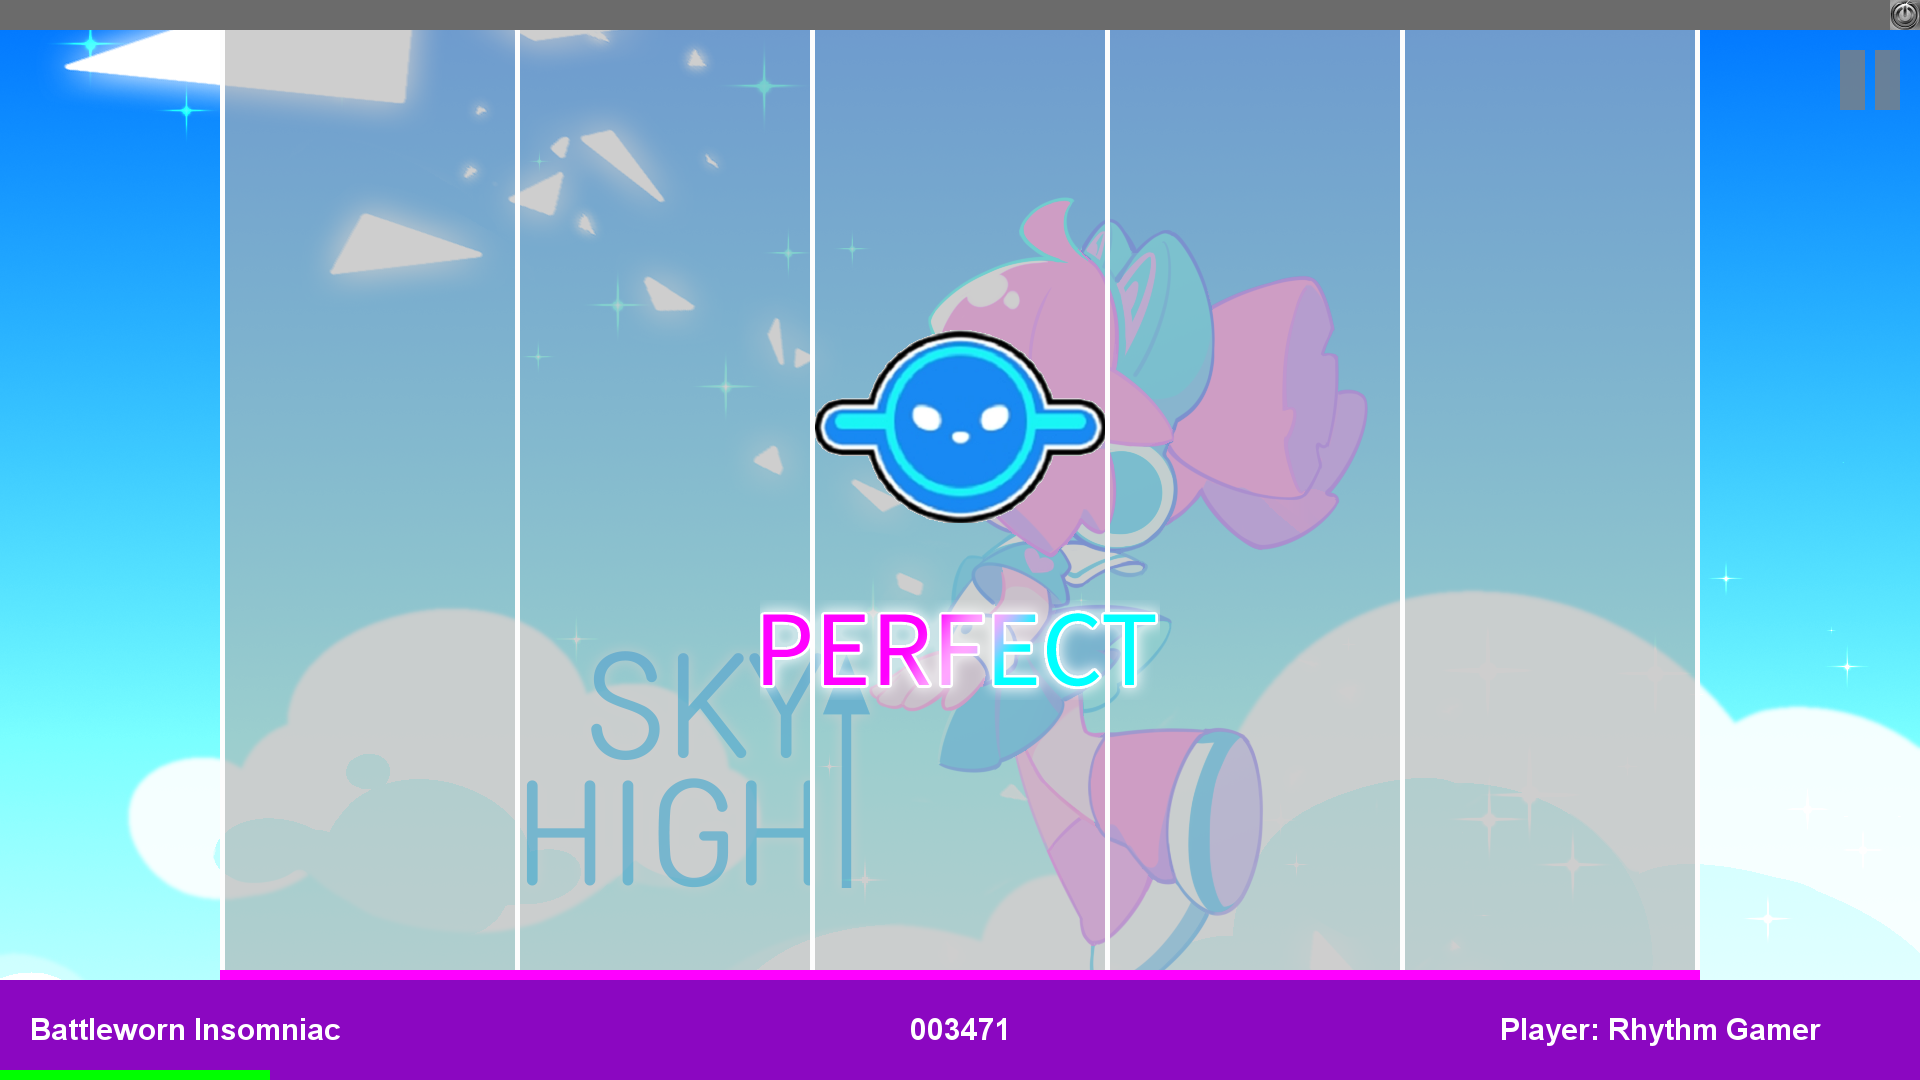 PERFECT
SKY
HIGH
Battleworn Insomniac
003471
Player: Rhythm Gamer